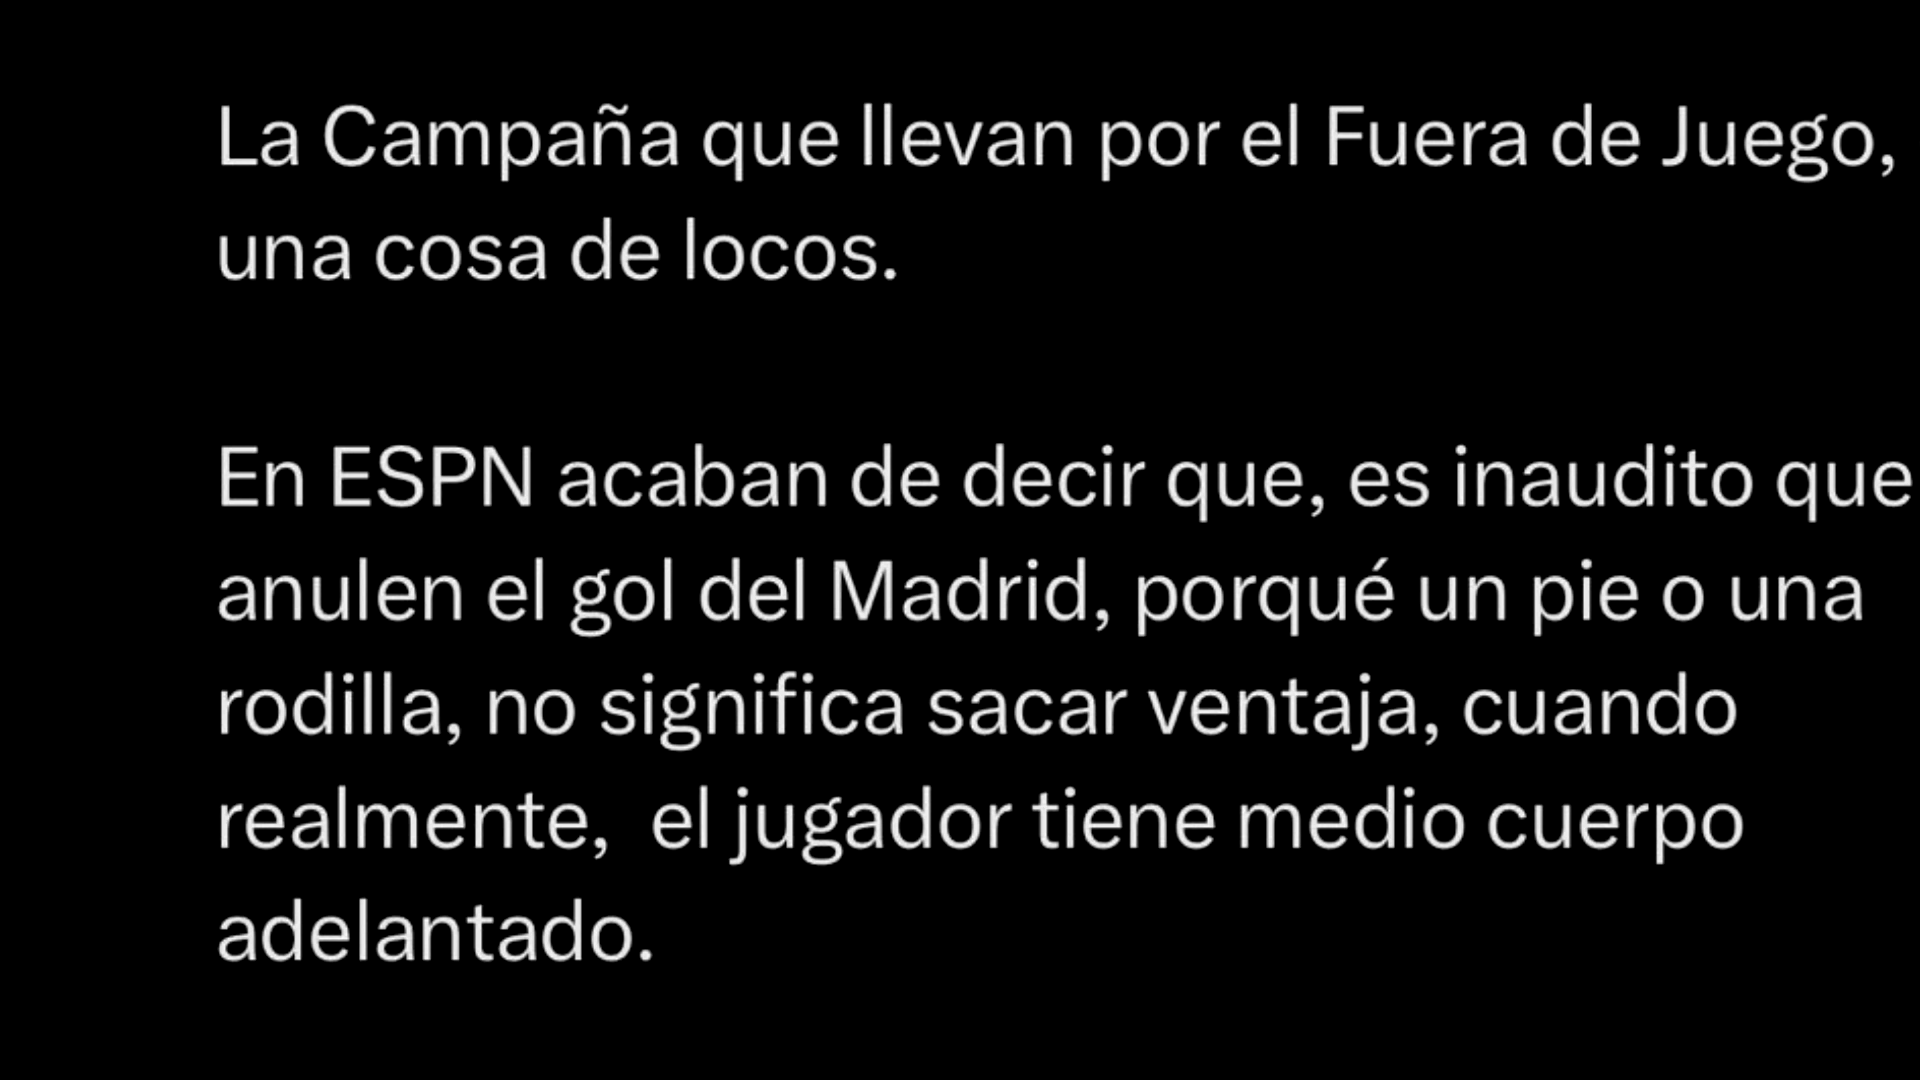 La Campaña que llevan por el Fuera de Juego,
una cosa de locos.
En ESPN acaban de decir que, es inaudito que
anulen el gol del Madrid, porqué un pie o una
rodilla, no significa sacar ventaja, cuando
realmente,  el jugador tiene medio cuerpo
adelantado.